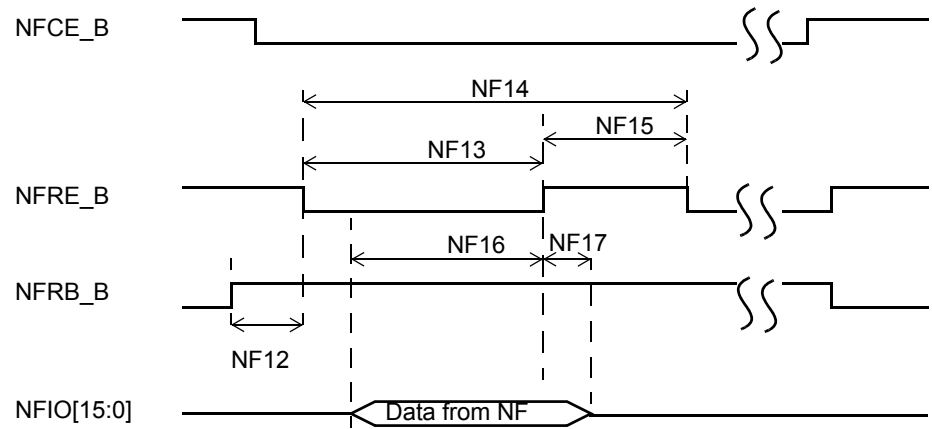 NFCE_B
NF14
NF15
NF13
NFRE_B
NF16
NF17
NFRB_B
NF12
NFIO[15:0]
Data from NF